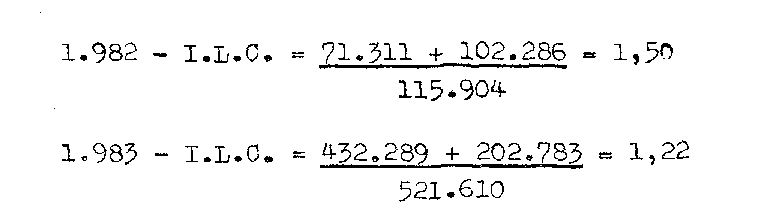 1.982 - I.L.C. = 71.311 + 102.286 = 1,50
115.904
1.983 - I.L.C. = 432.289 + 202.783 = 1,22
521.610